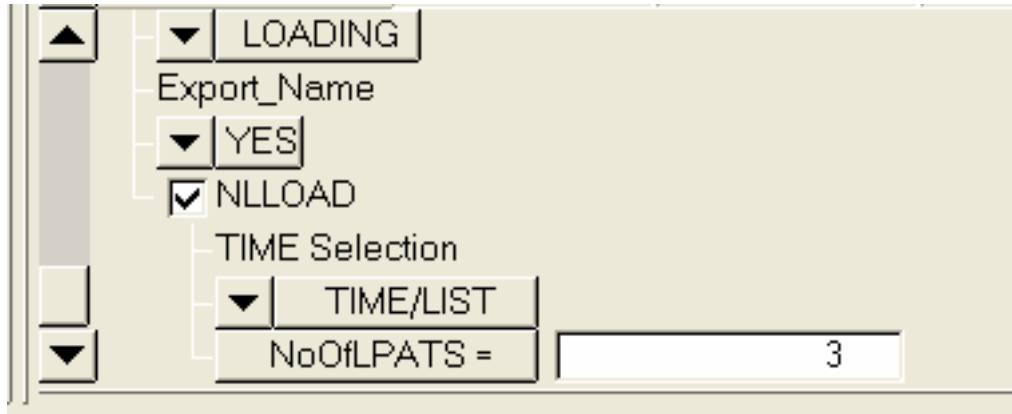 LOADING
Export_Name
YES
NLLOAD
TIME Selection
TIME/LIST
NoOfLPATS = 3